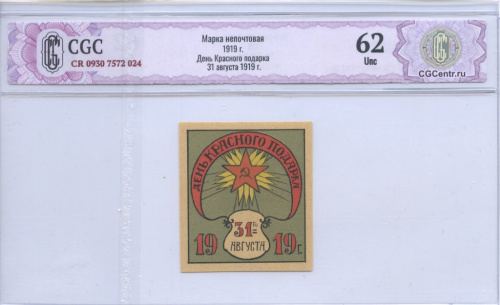 CGC
CR 0930 7572 024
Марка непочтовая
1919 г.
День Красного подарка
31 августа 1919 г.
62
Unc
CGCentr.ru
ДЕНЬ КРАСНОГО ПОДАРКА
31го
АВГУСТА
19 19 г.